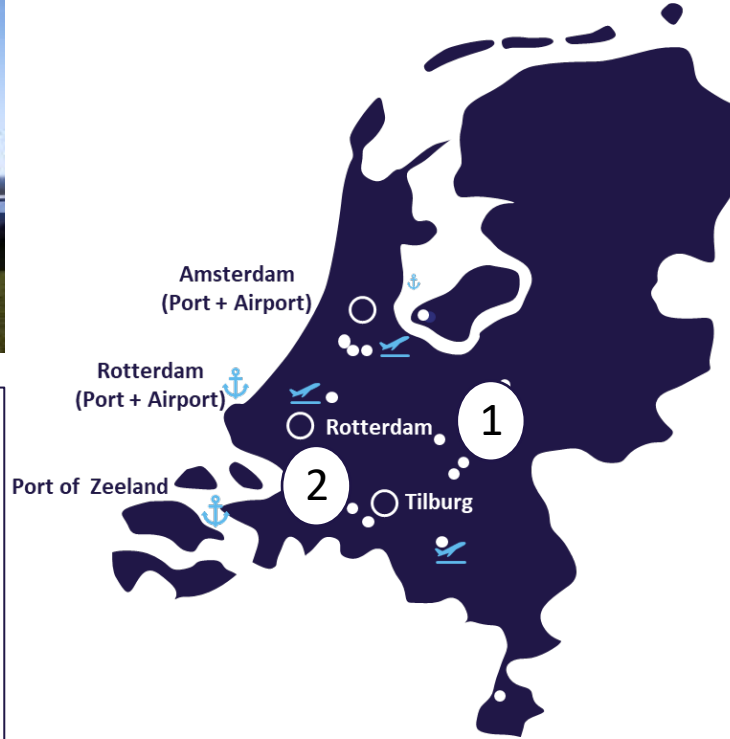 Amsterdam
(Port + Airport)
Rotterdam
(Port + Airport)
1
Rotterdam
2
Port of Zeeland
Tilburg